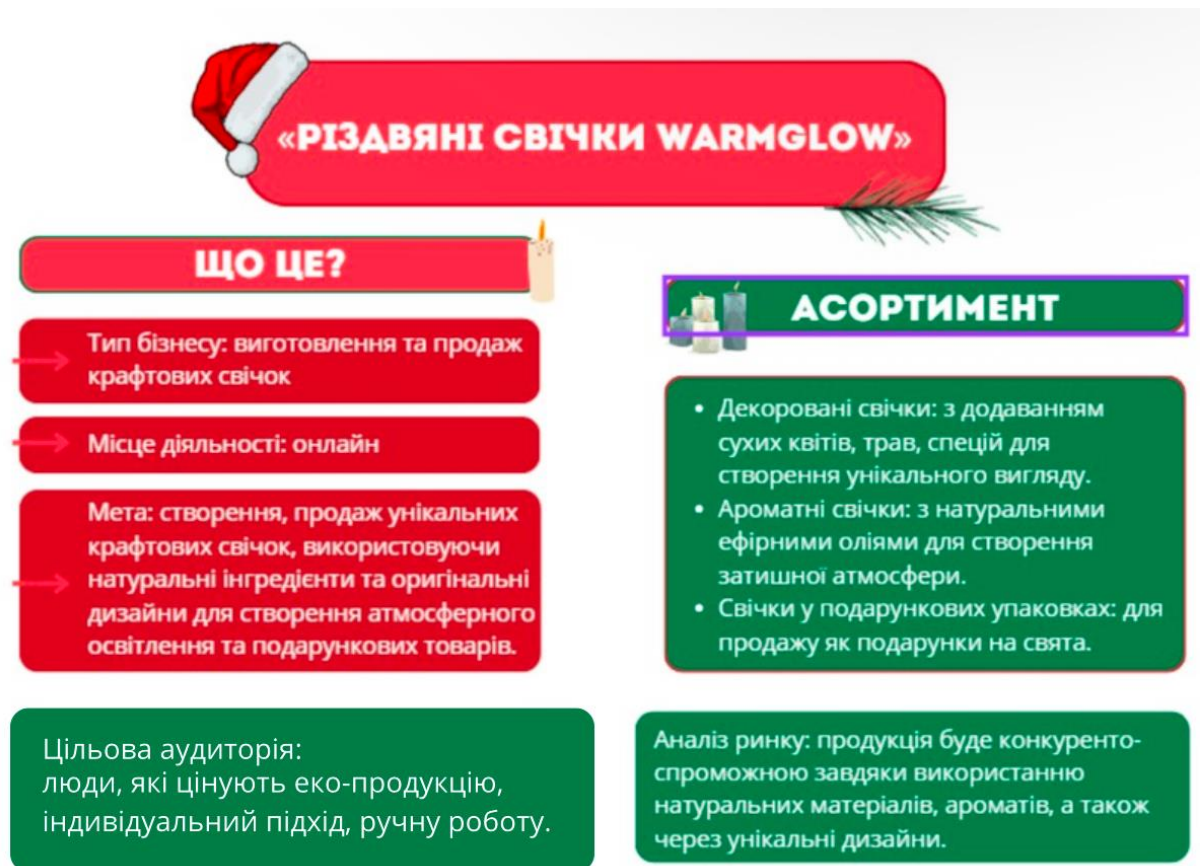 «РІЗДВЯНІ СВІЧКИ WARMGLOW»
ЩО ЦЕ?
Тип бізнесу: виготовлення та продаж
крафтових свічок
Місце діяльності: онлайн
Мета: створення, продаж унікальних
крафтових свічок, використовуючи
натуральні інгредієнти та оригінальні
дизайни для створення атмосферного
освітлення та подарункових товарів.
Цільова аудиторія:
люди, які цінують еко-продукцію,
індивідуальний підхід, ручну роботу.
АСОРТИМЕНТ
• Декоровані свічки: з додаванням
сухих квітів, трав, спецій для
створення унікального вигляду.
• Ароматні свічки: з натуральними
ефірними оліями для створення
затишної атмосфери.
• Свічки у подарункових упаковках: для
продажу як подарунки на свята.
Аналіз ринку: продукція буде конкуренто-
спроможною завдяки використанню
натуральних матеріалів, ароматів, а також
через унікальні дизайни.